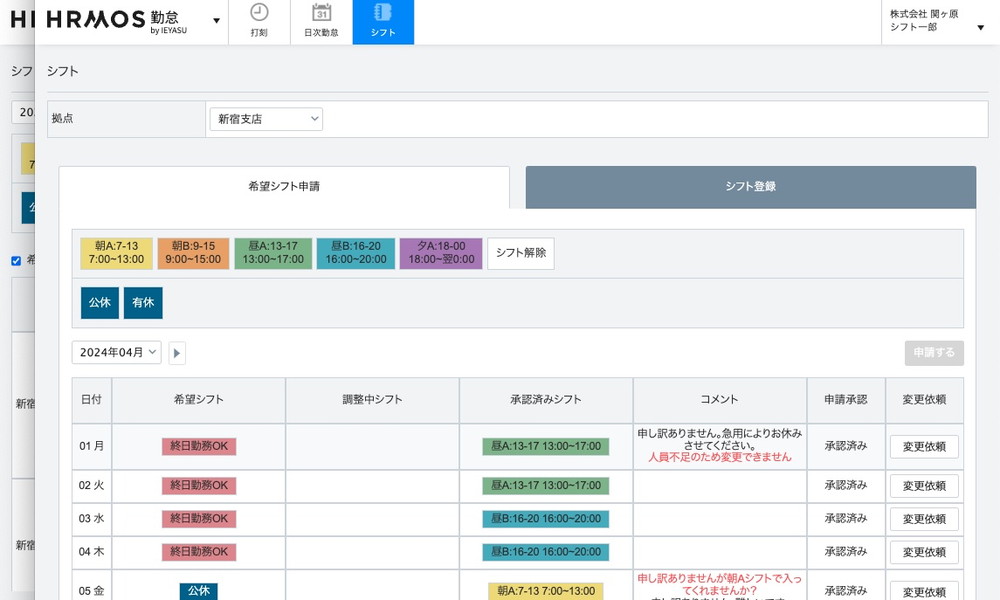 HRMOS 勤怠
by IEYASU
▼
打刻
31
日次勤怠
シフト
株式会社 関ヶ原
シフト一郎
▼
シフ
20
7
新宿
新宿
シフト
拠点
新宿支店
希望シフト申請
シフト登録
朝A:7-13
7:00~13:00
朝B:9-15
9:00~15:00
昼A:13-17
13:00~17:00
昼B:16-20
16:00~20:00
夕A:18-00
18:00~翌0:00
シフト解除
公休
有休
2024年04月
申請する
日付
希望シフト
調整中シフト
承認済みシフト
コメント
申請承認
変更依頼
01 月
終日勤務OK
昼A:13-17 13:00~17:00
申し訳ありません。急用によりお休み
させてください。
人員不足のため変更できません
承認済み
変更依頼
02 火
終日勤務OK
昼A:13-17 13:00~17:00
承認済み
変更依頼
03 水
終日勤務OK
昼B:16-20 16:00~20:00
承認済み
変更依頼
04 木
終日勤務OK
昼B:16-20 16:00~20:00
承認済み
変更依頼
05 金
公休
朝A:7-13 7:00~13:00
申し訳ありませんが朝Aシフトで入っ
てくれませんか?
承認済み
変更依頼